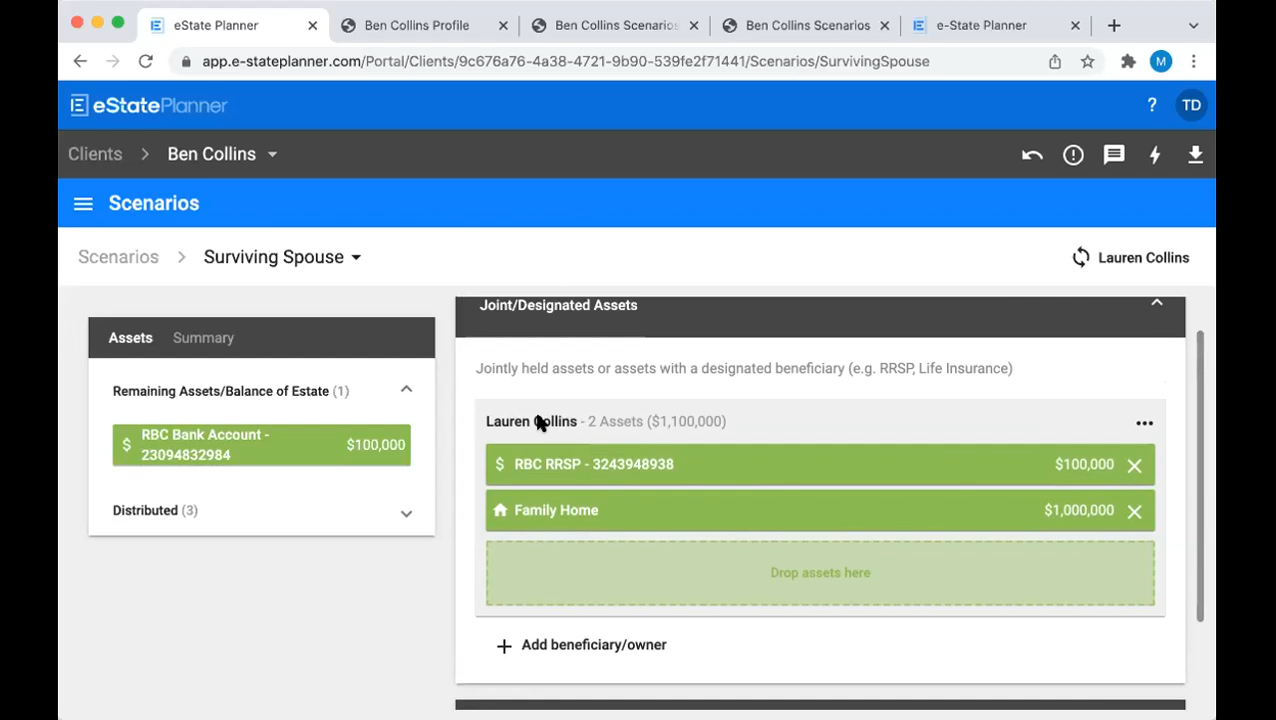 eState Planner
Ben Collins Profile
Ben Collins Scenarios
Ben Collins Scenarios
e-State Planner
app.e-stateplanner.com/Portal/Clients/9c676a76-4a38-4721-9b90-539fe2f71441/Scenarios/SurvivingSpouse
M
eStatePlanner
?
TD
Clients > Ben Collins
Scenarios
Scenarios > Surviving Spouse
Lauren Collins
Assets Summary
Remaining Assets/Balance of Estate (1)
$ RBC Bank Account -
23094832984
$100,000
Distributed (3)
Joint/Designated Assets
Jointly held assets or assets with a designated beneficiary (e.g. RRSP, Life Insurance)
Lauren Collins - 2 Assets ($1,100,000)
$ RBC RRSP - 3243948938 $100,000
Family Home $1,000,000
Drop assets here
+ Add beneficiary/owner